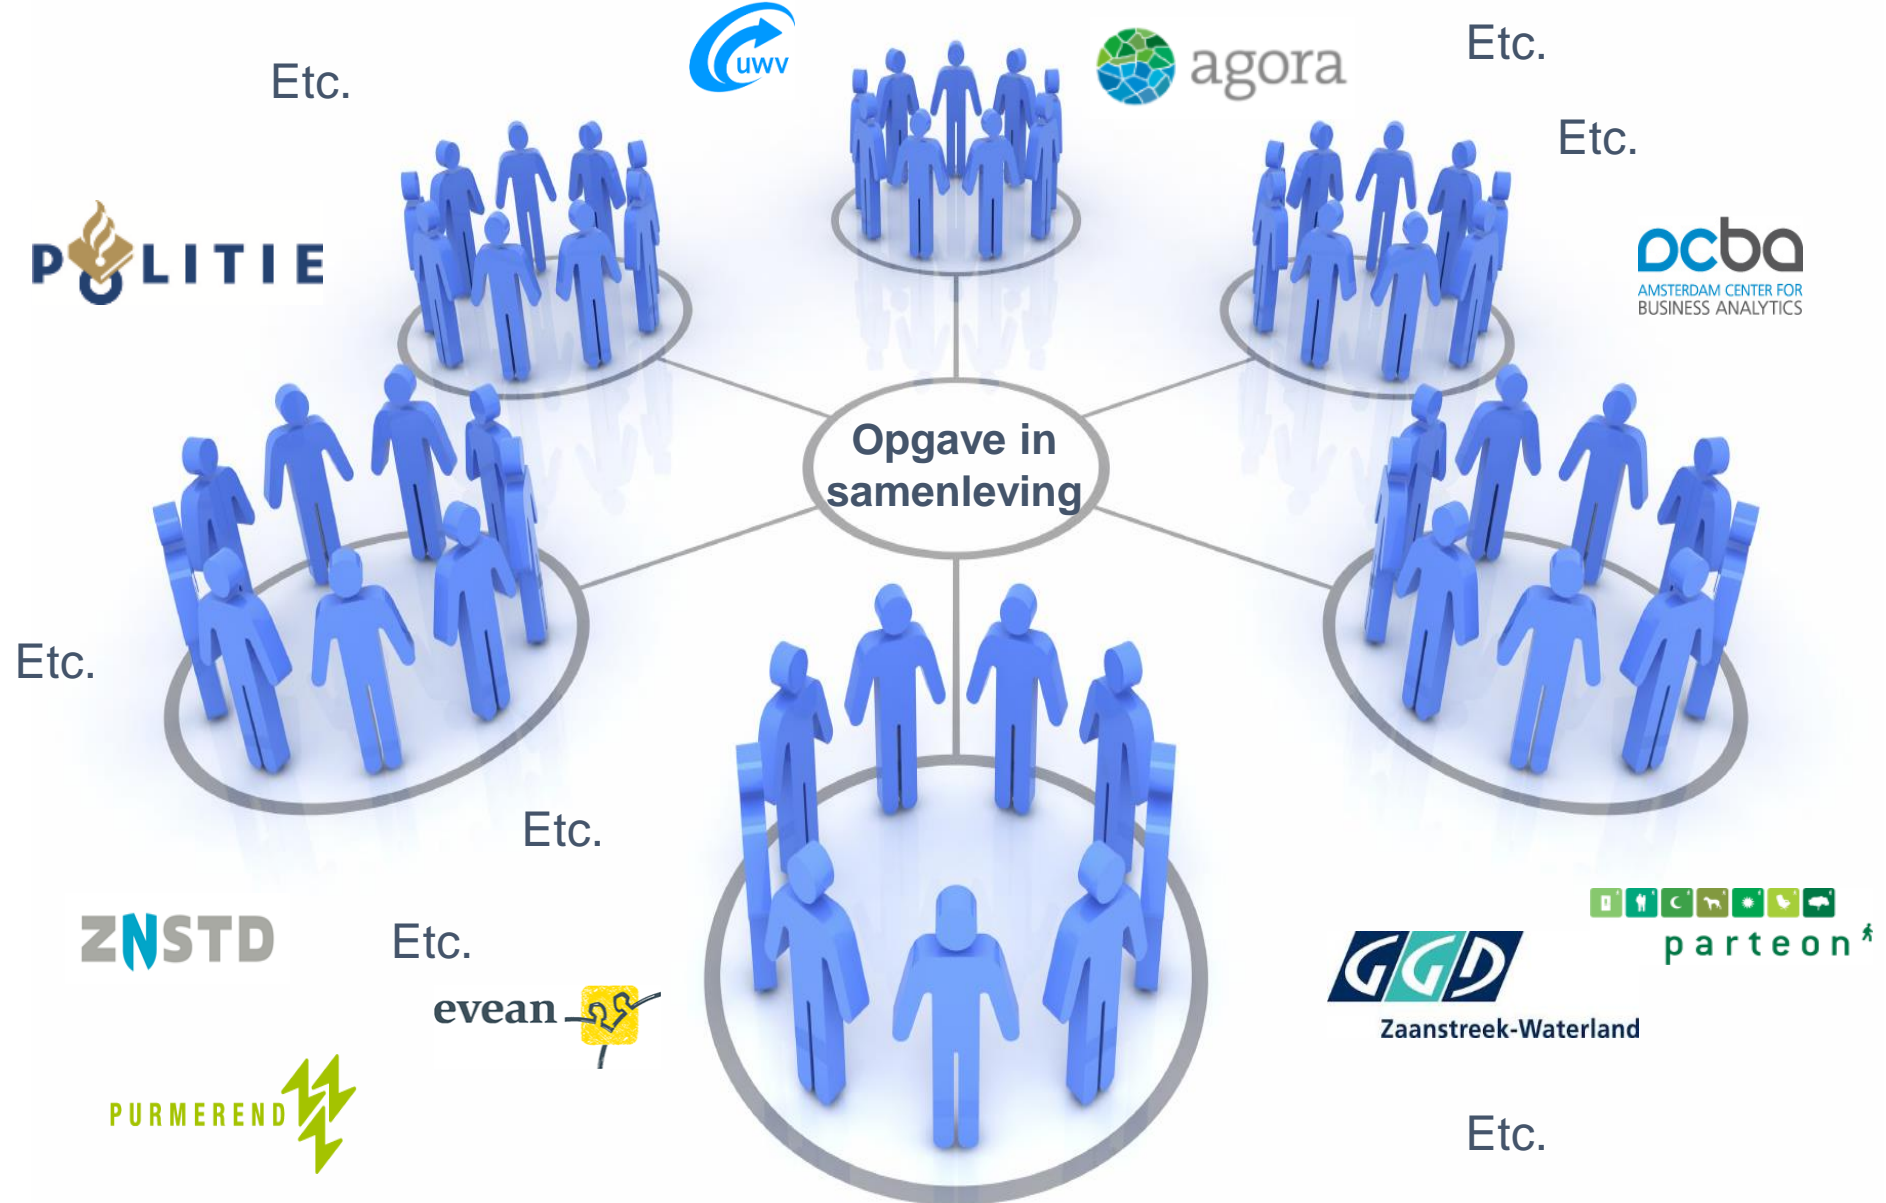 uwv
agora
Etc.
Etc.
Etc.
POLITIE
acba
AMSTERDAM CENTER FOR
BUSINESS ANALYTICS
Opgave in
samenleving
Etc.
Etc.
ZNSTD
Etc.
evean
parteon
GGD
Zaanstreek-Waterland
PURMEREND
Etc.